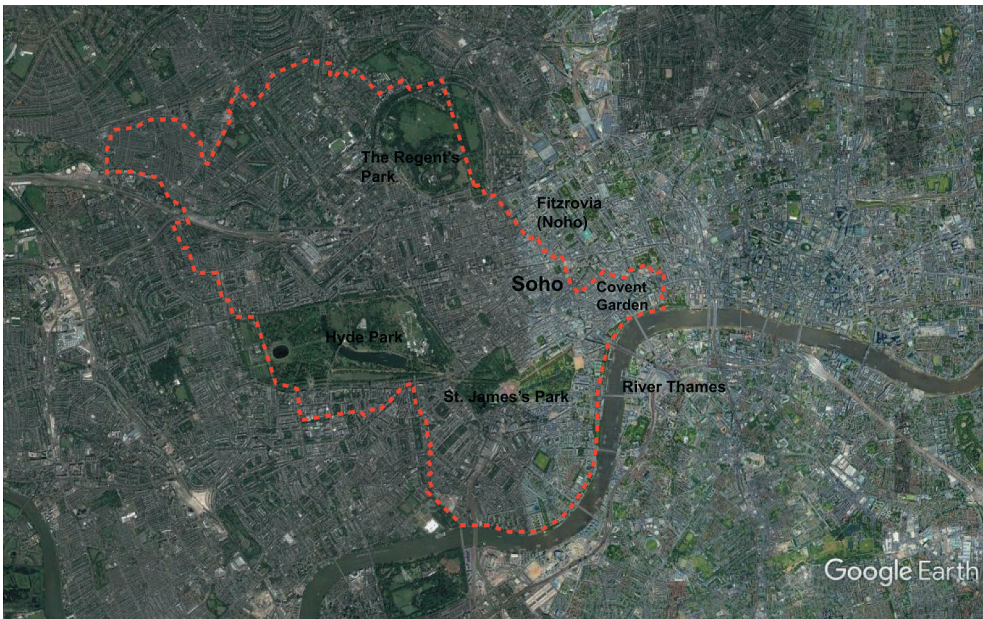 The Regent's
Park
Fitzrovia
(Noho)
Soho
Covent
Garden
Hyde Park
St. James's Park
River Thames
Google Earth